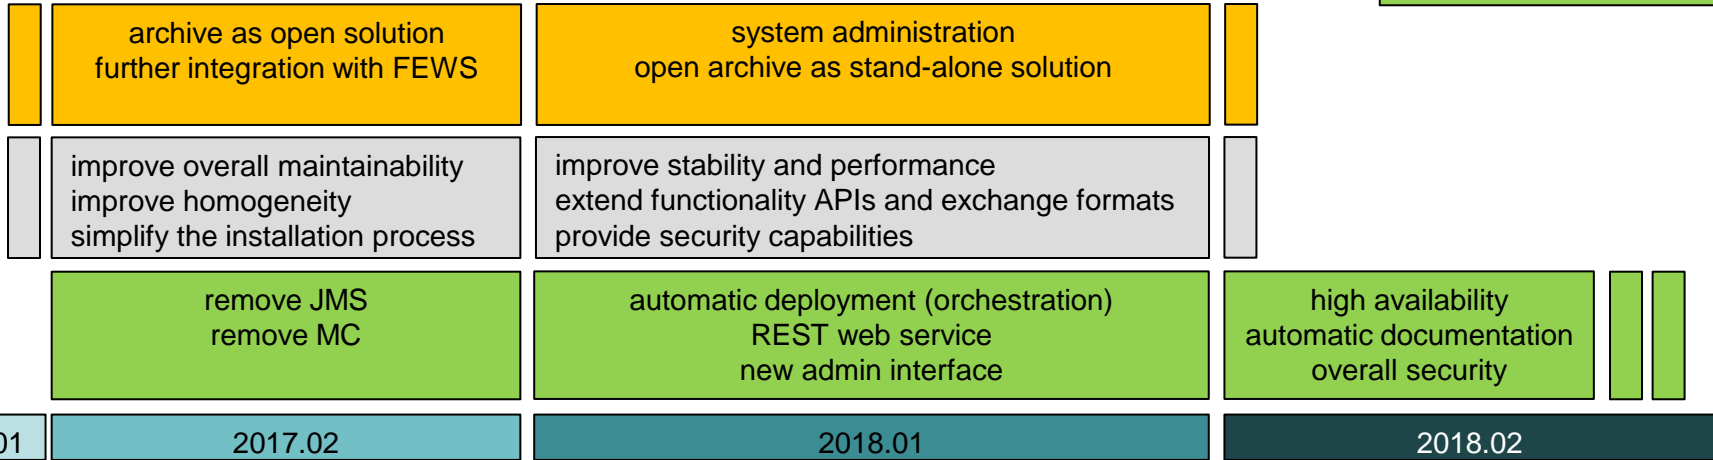 archive as open solution
further integration with FEWS
system administration
open archive as stand-alone solution
improve overall maintainability
improve homogeneity
simplify the installation process
improve stability and performance
extend functionality APIs and exchange formats
provide security capabilities
remove JMS
remove MC
automatic deployment (orchestration)
REST web service
new admin interface
high availability
automatic documentation
overall security
01
2017.02
2018.01
2018.02